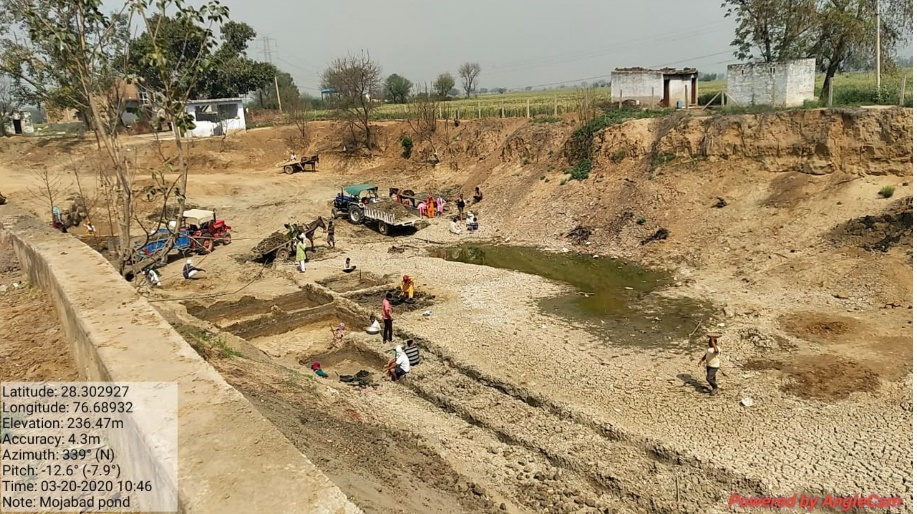 Latitude: 28.302927
Longitude: 76.68932
Elevation: 236.47m
Accuracy: 4.3m
Azimuth: 339° (N)
Pitch: -12.6° (-7.9°)
Time: 03-20-2020 10:46
Note: Mojabad pond
Powered by AngleCam